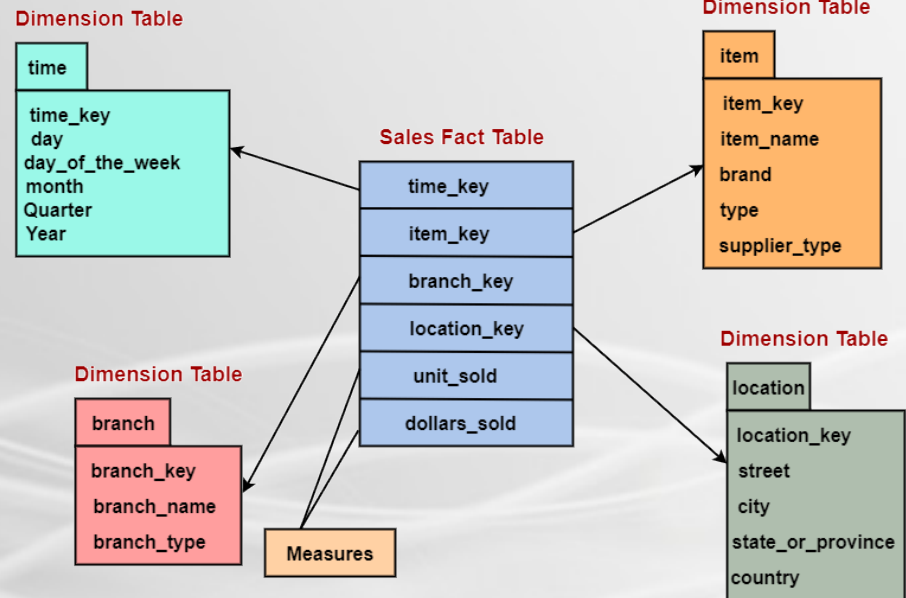 Dimension Table
time
time_key
day
day_of_the_week
month
Quarter
Year
Sales Fact Table
time_key
item_key
branch_key
location_key
unit_sold
dollars_sold
Dimension Table
item
item_key
item_name
brand
type
supplier_type
Dimension Table
branch
branch_key
branch_name
branch_type
Measures
Dimension Table
location
location_key
street
city
state_or_province
country